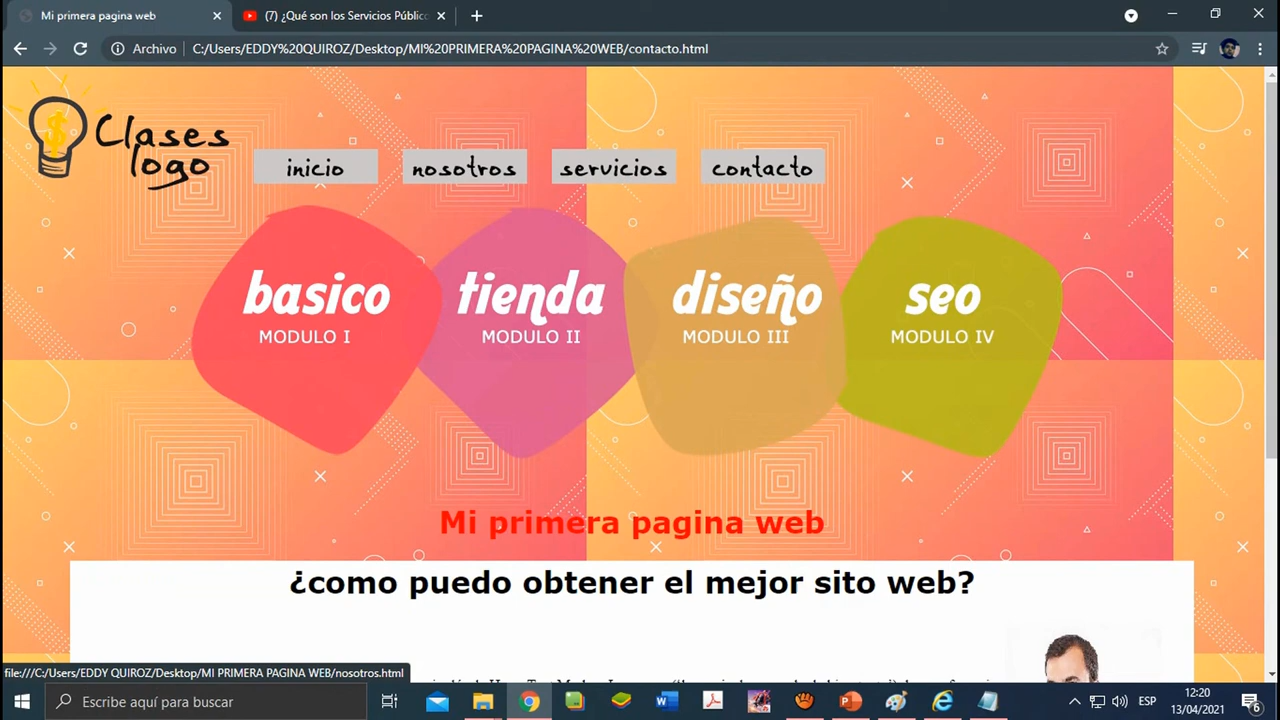 Mi primera pagina web
(7) ¿Qué son los Servicios Públic
Archivo
C:/Users/EDDY%20QUIROZ/Desktop/MI%20PRIMERA%20PAGINA%20WEB/contacto.html
Clases
logo
inicio
nosotros
servicios
contacto
basico
MODULO I
tienda
MODULO II
diseño
MODULO III
seo
MODULO IV
Mi primera pagina web
¿como puedo obtener el mejor sito web?
file:///C:/Users/EDDY QUIROZ/Desktop/MI PRIMERA PAGINA WEB/nosotros.html
Escribe aquí para buscar
ESP
12:20
13/04/2021
6